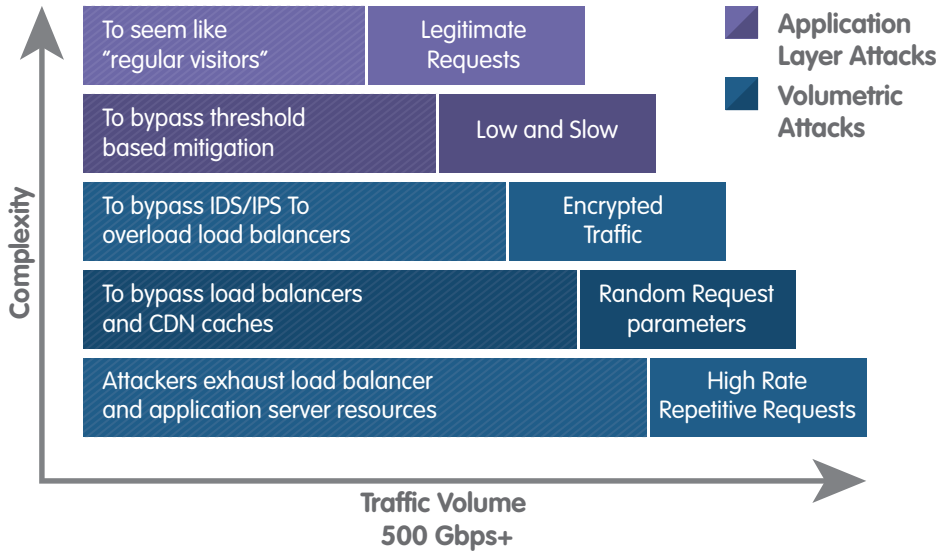 To seem like
"regular visitors"
Legitimate
Requests
Application
Layer Attacks
Volumetric
Attacks
To bypass threshold
based mitigation
Low and Slow
To bypass IDS/IPS To
overload load balancers
Encrypted
Traffic
To bypass load balancers
and CDN caches
Random Request
parameters
Attackers exhaust load balancer
and application server resources
High Rate
Repetitive Requests
Complexity
Traffic Volume
500 Gbps+